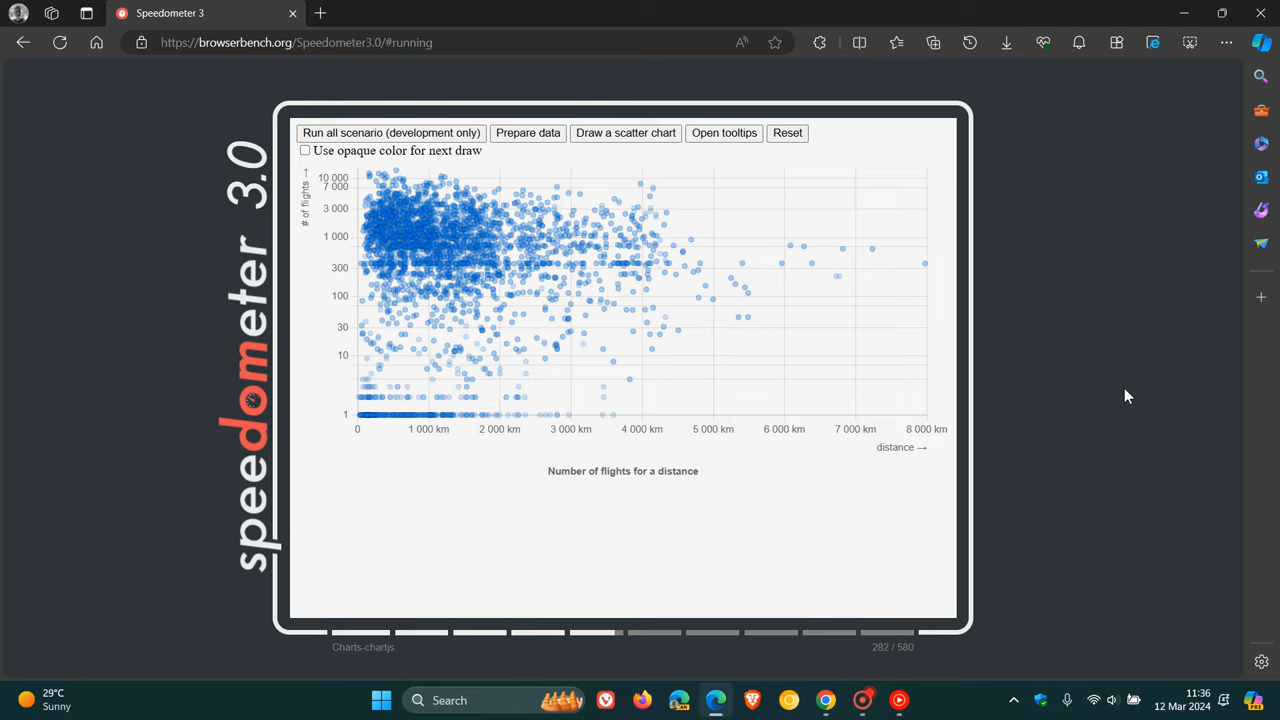 Speedometer 3
https://browserbench.org/Speedometer3.0/#running
speedometer 3.0
Run all scenario (development only)
Prepare data
Draw a scatter chart
Open tooltips
Reset
Use opaque color for next draw
# of flights →
10 000
7 000
3 000
1 000
300
100
30
10
1
0
1 000 km
2 000 km
3 000 km
4 000 km
5 000 km
6 000 km
7 000 km
8 000 km
distance →
Number of flights for a distance
Charts-chartjs
282 / 580
29°C
Sunny
Search
11:36
12 Mar 2024